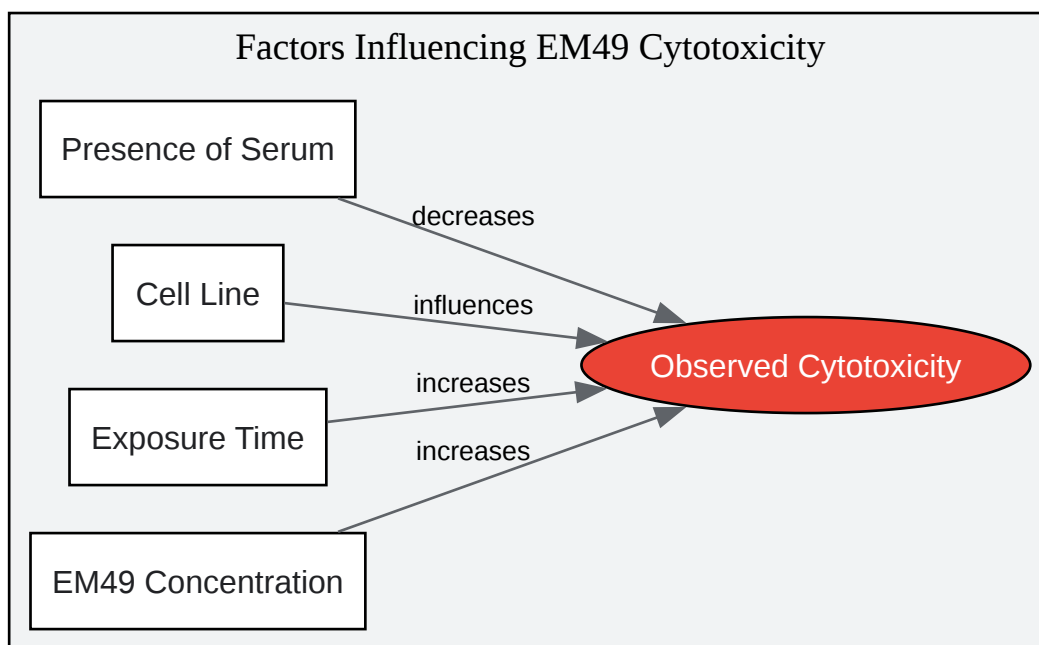 Factors Influencing EM49 Cytotoxicity
Presence of Serum
decreases
Cell Line
influences
Observed Cytotoxicity
increases
Exposure Time
increases
EM49 Concentration